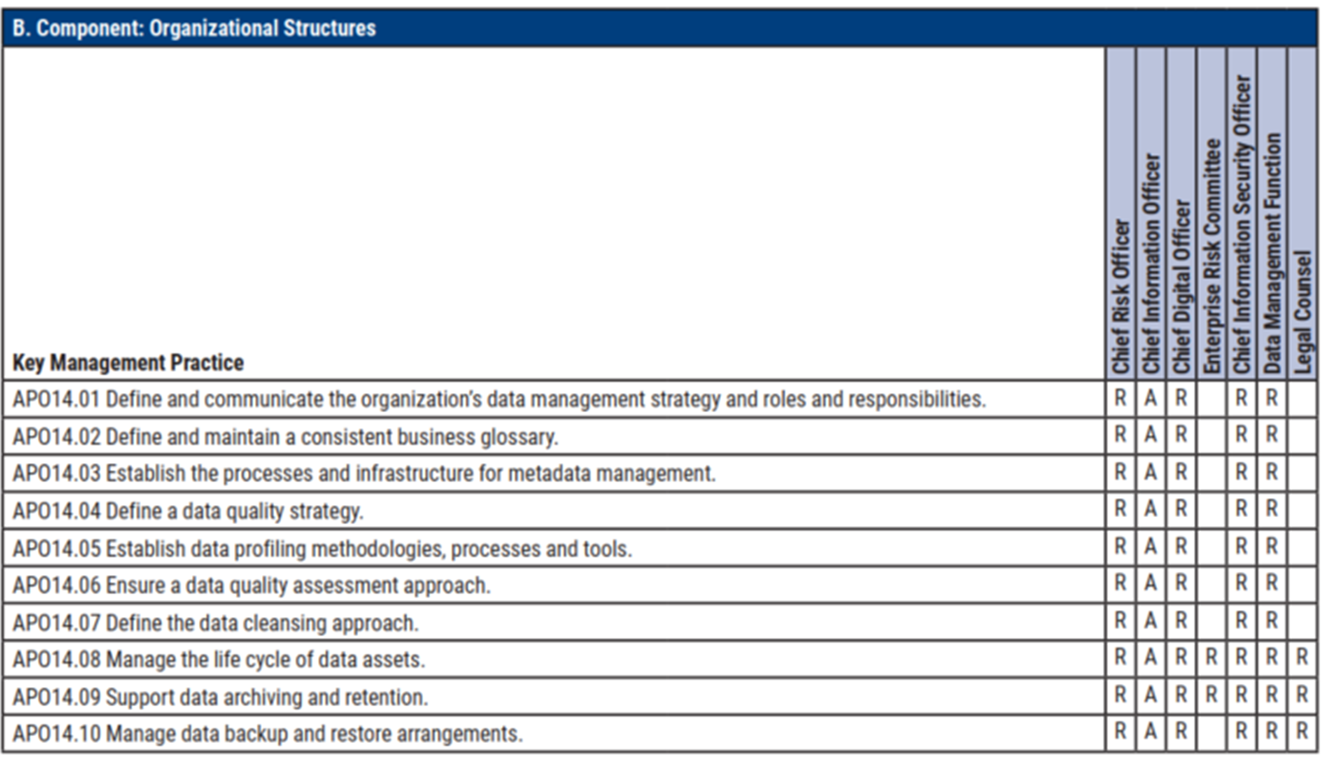 B. Component: Organizational Structures
Key Management Practice
Chief Risk Officer
Chief Information Officer
Chief Digital Officer
Enterprise Risk Committee
Chief Information Security Officer
Data Management Function
Legal Counsel
APO14.01 Define and communicate the organization's data management strategy and roles and responsibilities. R A R R R
APO14.02 Define and maintain a consistent business glossary. R A R R R
APO14.03 Establish the processes and infrastructure for metadata management. R A R R R
APO14.04 Define a data quality strategy. R A R R R
APO14.05 Establish data profiling methodologies, processes and tools. R A R R R
APO14.06 Ensure a data quality assessment approach. R A R R R
APO14.07 Define the data cleansing approach. R A R R R
APO14.08 Manage the life cycle of data assets. R A R R R R R
APO14.09 Support data archiving and retention. R A R R R R R
APO14.10 Manage data backup and restore arrangements. R A R R R R